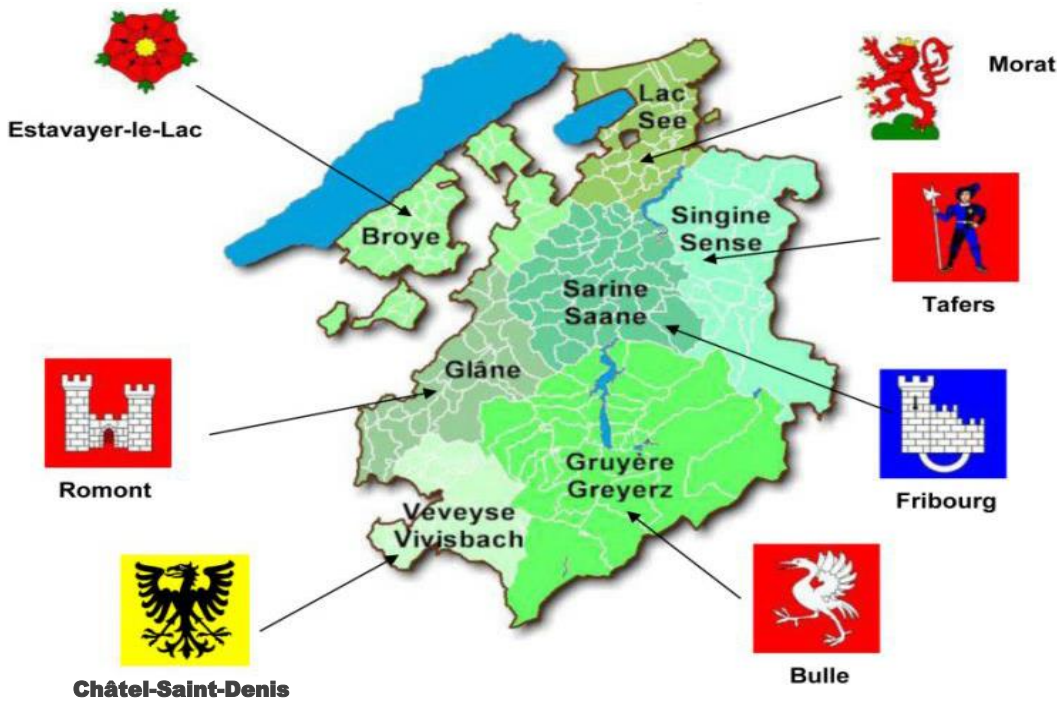 Morat
Lac
See
Estavayer-le-Lac
Singine
Sense
Broye
Sarine
Saane
Tafers
Glâne
Gruyère
Greyerz
Romont
Fribourg
Veveyse
Vivisbach
Bulle
Châtel-Saint-Denis